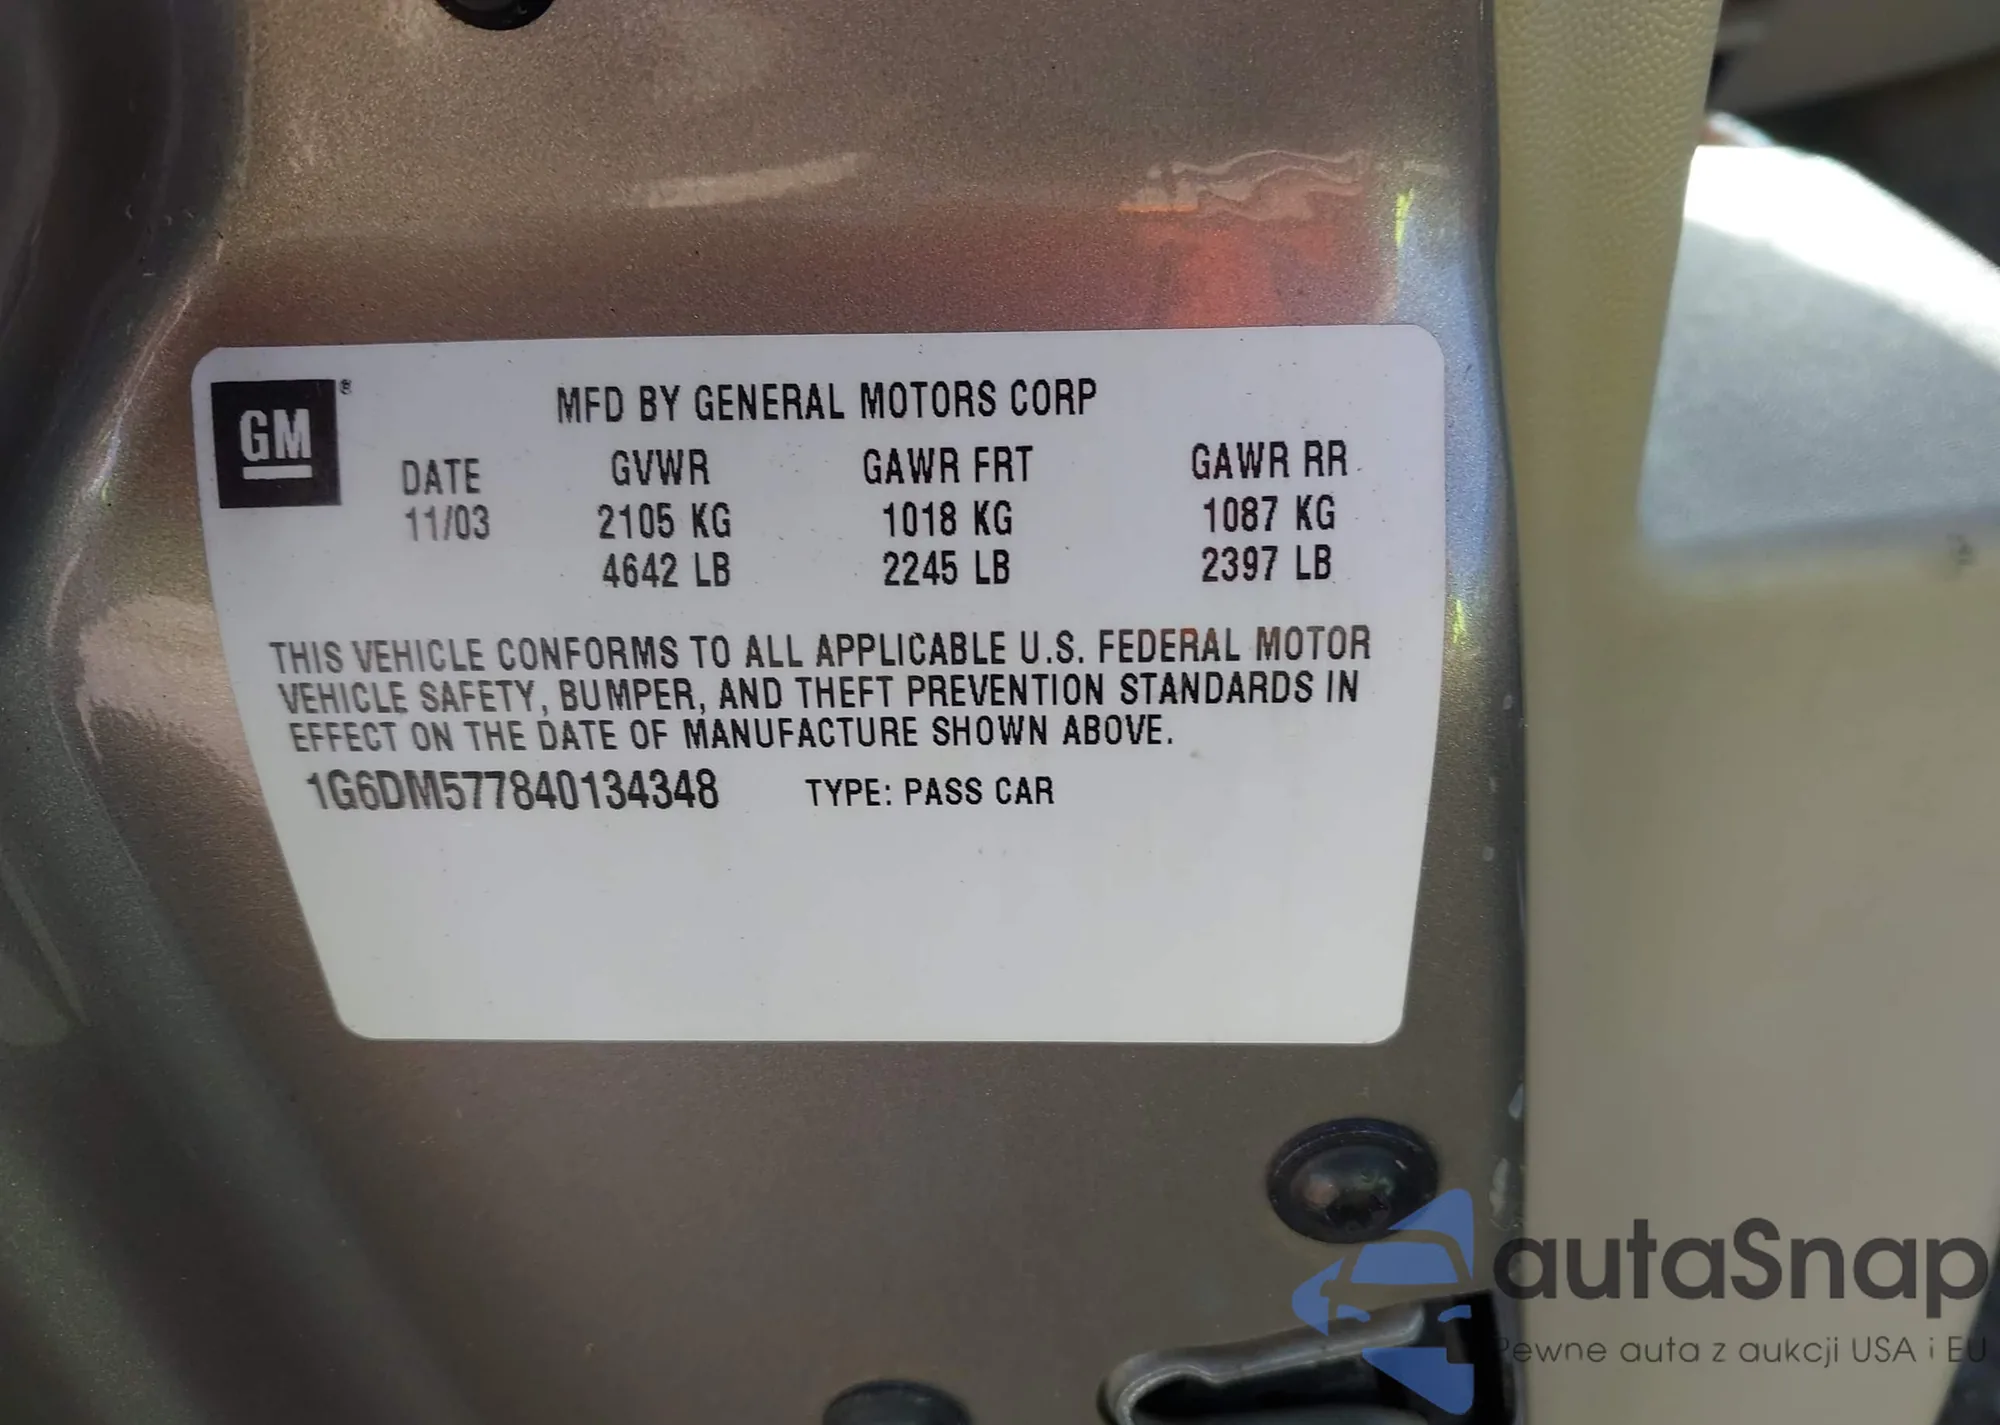 GM ®
MFD BY GENERAL MOTORS CORP
DATE GVWR GAWR FRT GAWR RR
11/03 2105 KG 1018 KG 1087 KG
4642 LB 2245 LB 2397 LB
THIS VEHICLE CONFORMS TO ALL APPLICABLE U.S. FEDERAL MOTOR
VEHICLE SAFETY, BUMPER, AND THEFT PREVENTION STANDARDS IN
EFFECT ON THE DATE OF MANUFACTURE SHOWN ABOVE.
1G6DM577840134348 TYPE: PASS CAR
autaSnap
Pewne auta z aukcji USA i EU